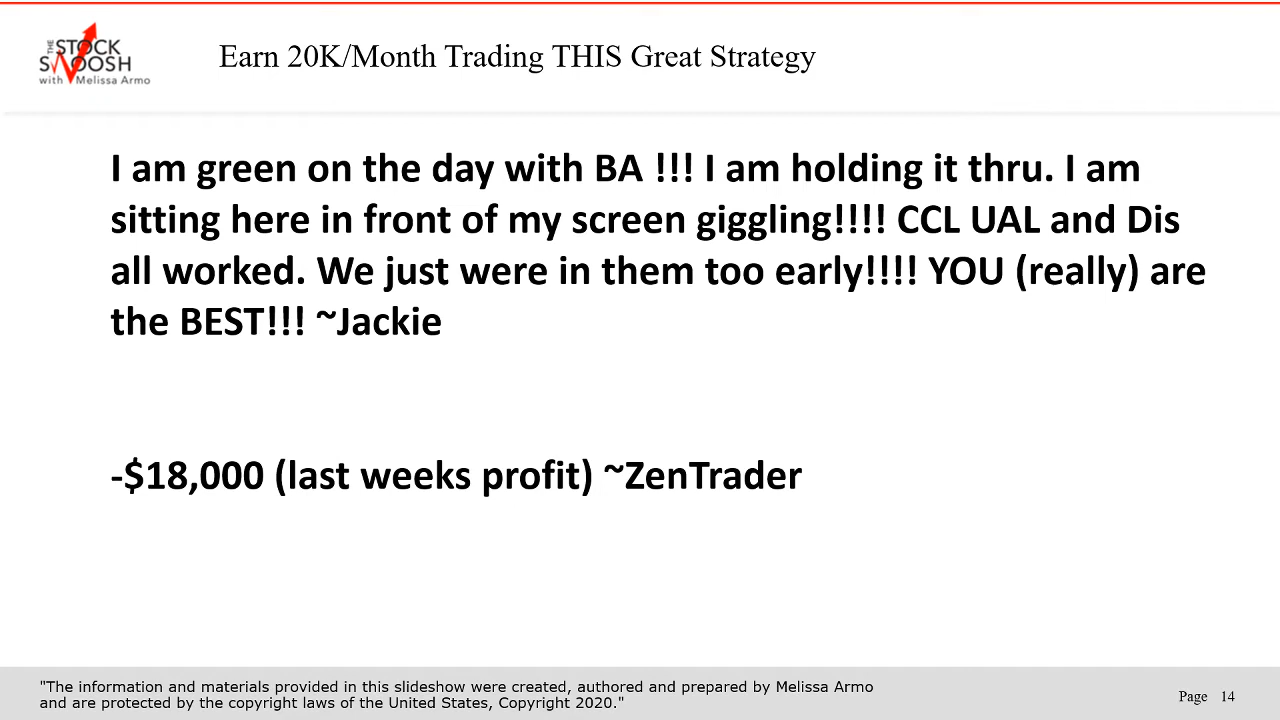 THE
STOCK
SWOOSH
with Melissa Armo
Earn 20K/Month Trading THIS Great Strategy
I am green on the day with BA !!! I am holding it thru. I am
sitting here in front of my screen giggling!!!! CCL UAL and Dis
all worked. We just were in them too early!!!! YOU (really) are
the BEST!!! ~Jackie
-$18,000 (last weeks profit) ~ZenTrader
"The information and materials provided in this slideshow were created, authored and prepared by Melissa Armo
and are protected by the copyright laws of the United States, Copyright 2020."
Page 14